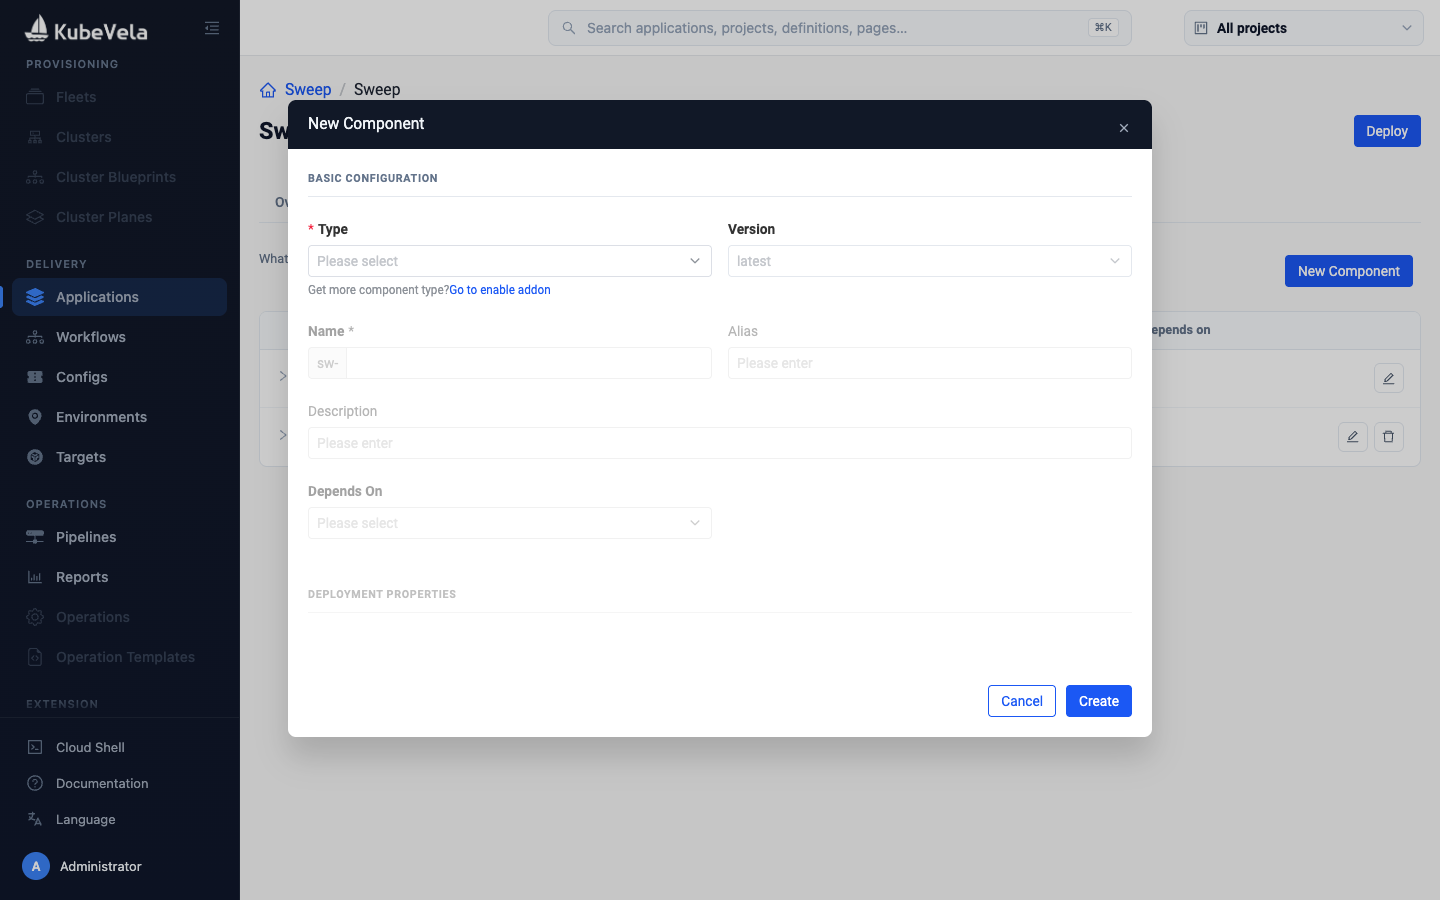 KubeVela
Search applications, projects, definitions, pages...
⌘K
All projects
PROVISIONING
Fleets
Clusters
Cluster Blueprints
Cluster Planes
DELIVERY
Applications
Workflows
Configs
Environments
Targets
OPERATIONS
Pipelines
Reports
Operations
Operation Templates
EXTENSION
Cloud Shell
Documentation
Language
A Administrator
Sweep / Sweep
Sw
Deploy
Ov
What
New Component
epends on
New Component
BASIC CONFIGURATION
* Type
Please select
Get more component type?Go to enable addon
Version
latest
Name *
sw-
Alias
Please enter
Description
Please enter
Depends On
Please select
DEPLOYMENT PROPERTIES
Cancel
Create